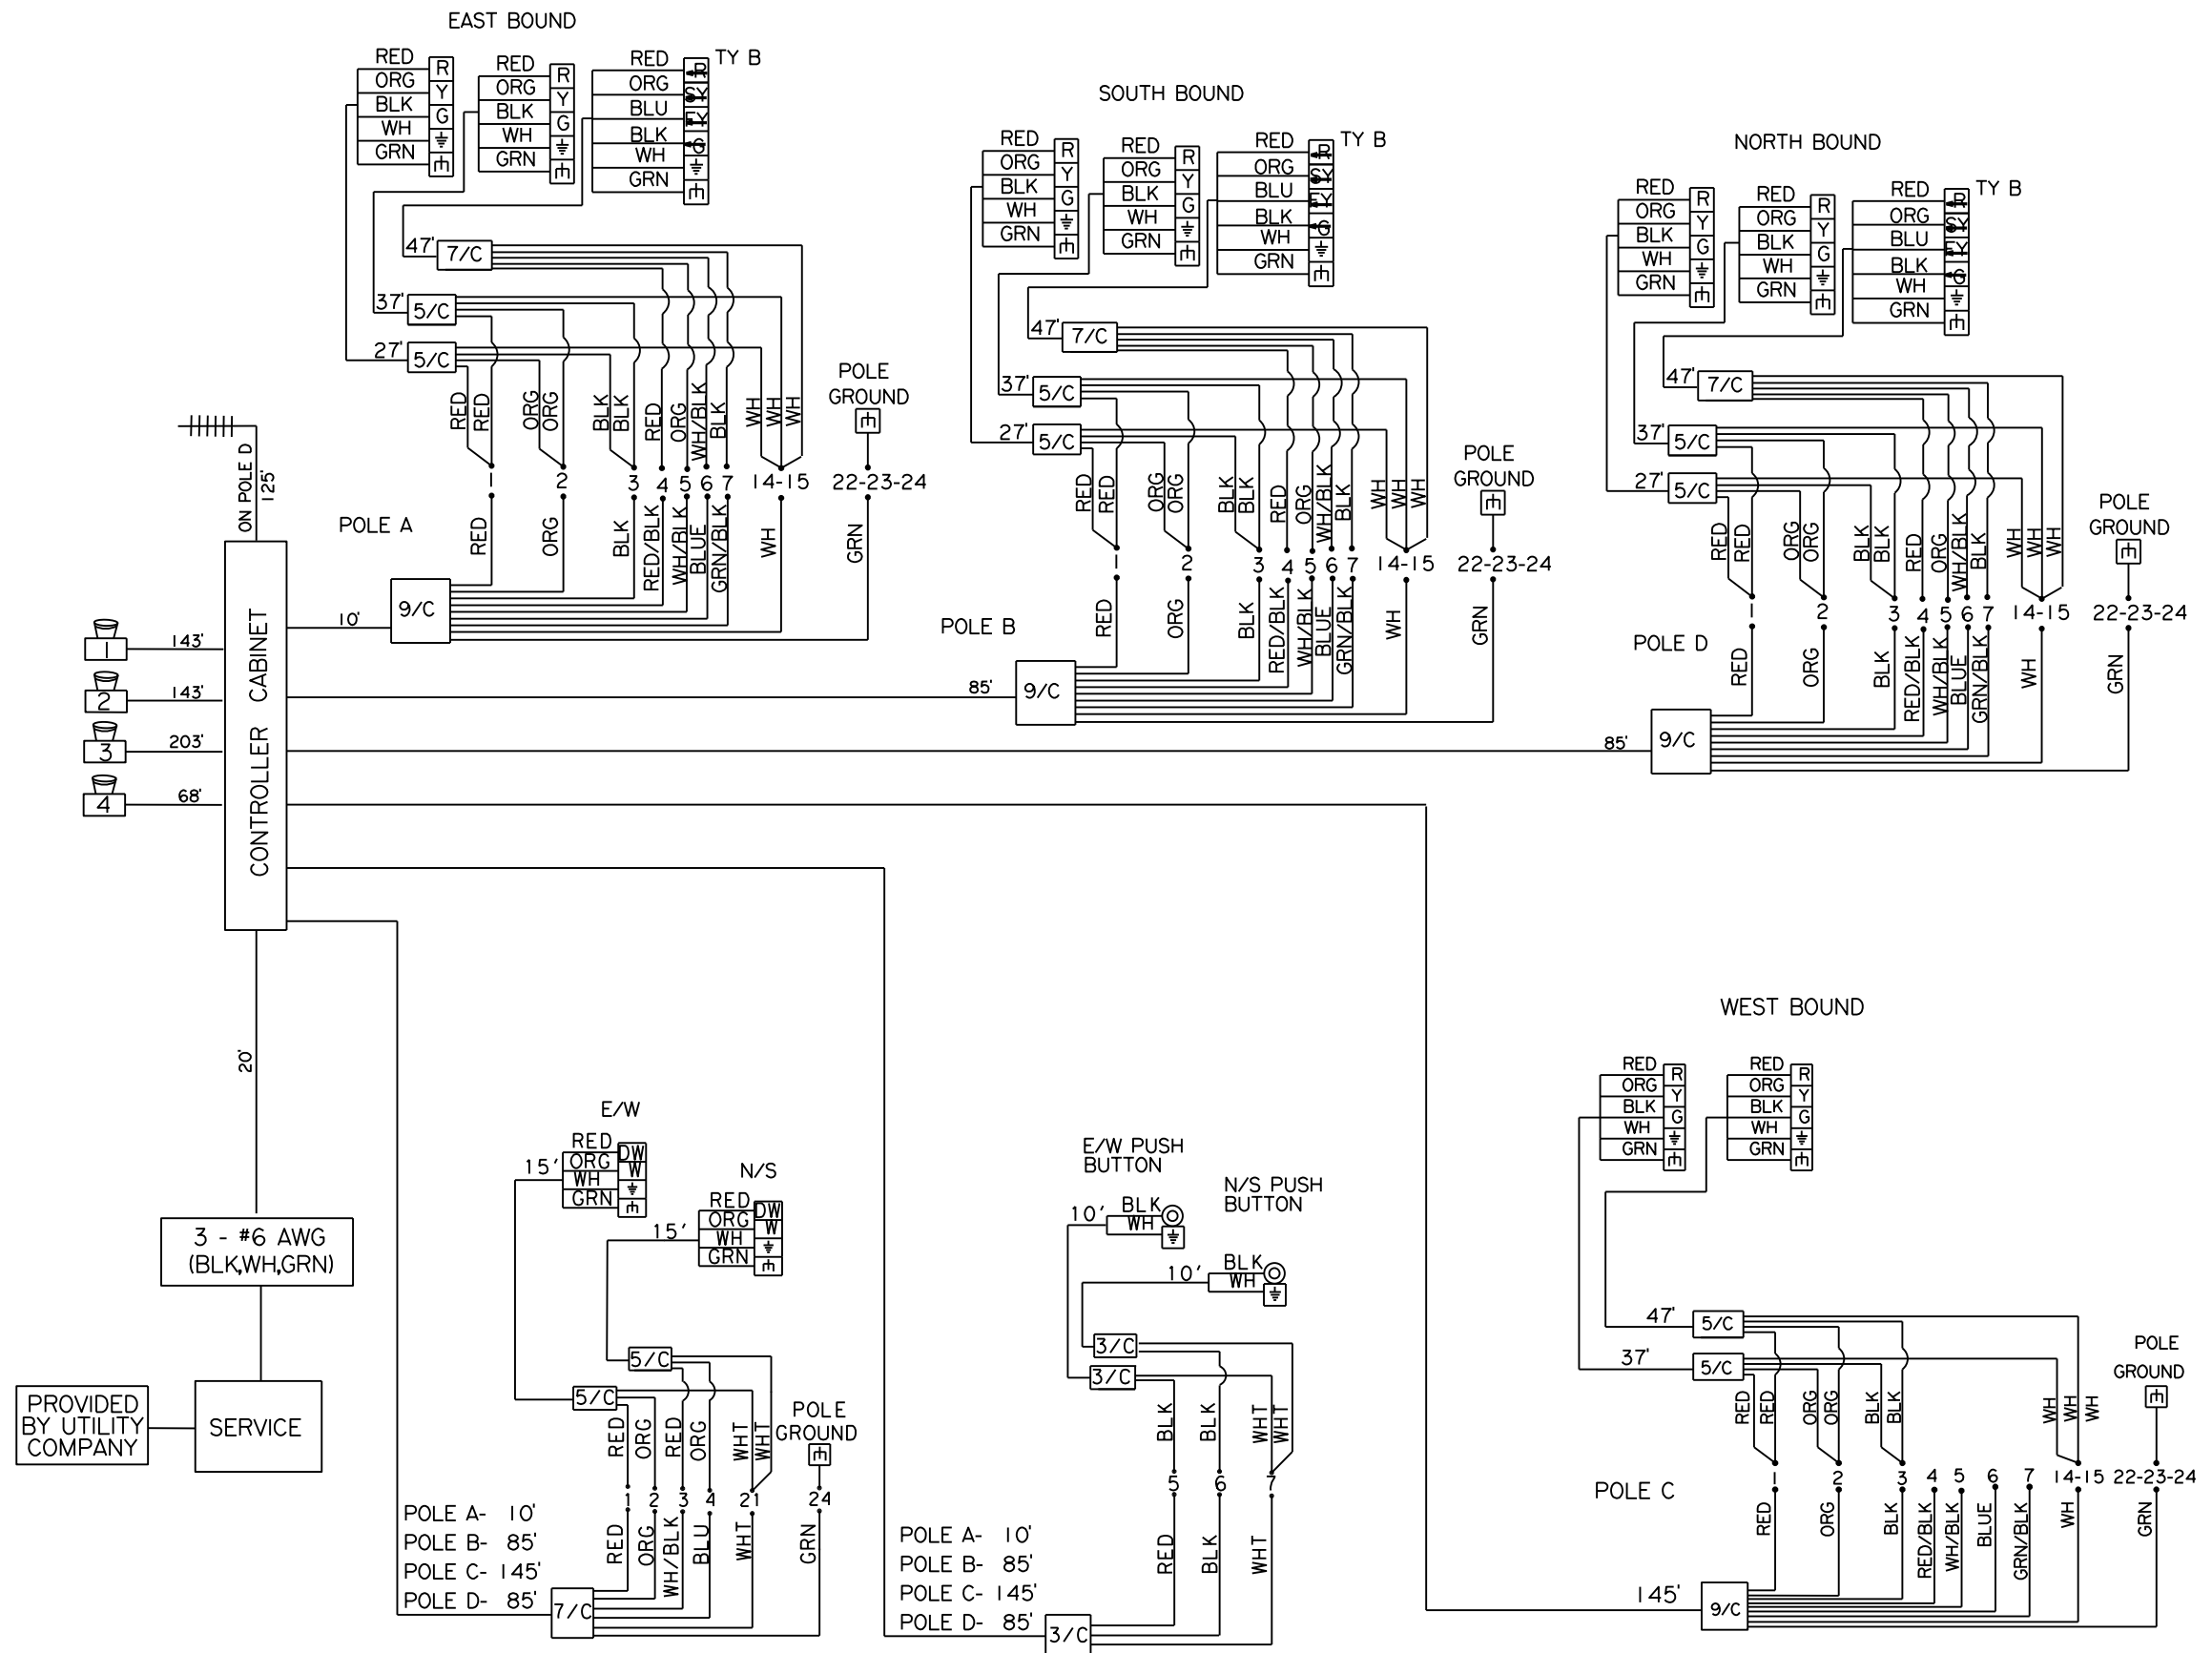 EAST BOUND
RED R
ORG Y
BLK G
WH
GRN
RED R
ORG Y
BLK G
WH
GRN
TY B
RED R
ORG SY
BLU FY
BLK G
WH
GRN
47' 7/C
37' 5/C
27' 5/C
RED RED ORG ORG BLK BLK RED ORG WH/BLK BLK WH WH WH
POLE
GROUND
1 2 3 4 5 6 7 14-15 22-23-24
POLE A
RED ORG BLK RED/BLK WH/BLK BLUE GRN/BLK WH GRN
10' 9/C
SOUTH BOUND
RED R
ORG Y
BLK G
WH
GRN
RED R
ORG Y
BLK G
WH
GRN
TY B
RED R
ORG SY
BLU FY
BLK G
WH
GRN
47' 7/C
37' 5/C
27' 5/C
RED RED ORG ORG BLK BLK RED ORG WH/BLK BLK WH WH WH
POLE
GROUND
1 2 3 4 5 6 7 14-15 22-23-24
POLE B
RED ORG BLK RED/BLK WH/BLK BLUE GRN/BLK WH GRN
85' 9/C
NORTH BOUND
RED R
ORG Y
BLK G
WH
GRN
RED R
ORG Y
BLK G
WH
GRN
TY B
RED R
ORG SY
BLU FY
BLK G
WH
GRN
47' 7/C
37' 5/C
27' 5/C
RED RED ORG ORG BLK BLK RED ORG WH/BLK BLK WH WH WH
POLE
GROUND
1 2 3 4 5 6 7 14-15 22-23-24
POLE D
RED ORG BLK RED/BLK WH/BLK BLUE GRN/BLK WH GRN
85' 9/C
ON POLE D
125'
CONTROLLER CABINET
1 143'
2 143'
3 203'
4 68'
20'
3 - #6 AWG
(BLK,WH,GRN)
SERVICE
PROVIDED
BY UTILITY
COMPANY
E/W
RED DW
ORG W
WH
GRN
15'
N/S
RED DW
ORG W
WH
GRN
15'
5/C
5/C
RED ORG RED ORG WHT WHT
POLE
GROUND
1 2 3 4 21 24
RED ORG WH/BLK BLU WHT GRN
POLE A- 10'
POLE B- 85'
POLE C- 145'
POLE D- 85'
7/C
E/W PUSH
BUTTON
10' BLK
WH
N/S PUSH
BUTTON
10' BLK
WH
3/C
3/C
BLK BLK WHT WHT
5 6 7
RED BLK WHT
POLE A- 10'
POLE B- 85'
POLE C- 145'
POLE D- 85'
3/C
WEST BOUND
RED R
ORG Y
BLK G
WH
GRN
RED R
ORG Y
BLK G
WH
GRN
47' 5/C
37' 5/C
RED RED ORG ORG BLK BLK WH WH WH
POLE
GROUND
1 2 3 4 5 6 7 14-15 22-23-24
POLE C
RED ORG BLK RED/BLK WH/BLK BLUE GRN/BLK WH GRN
145' 9/C